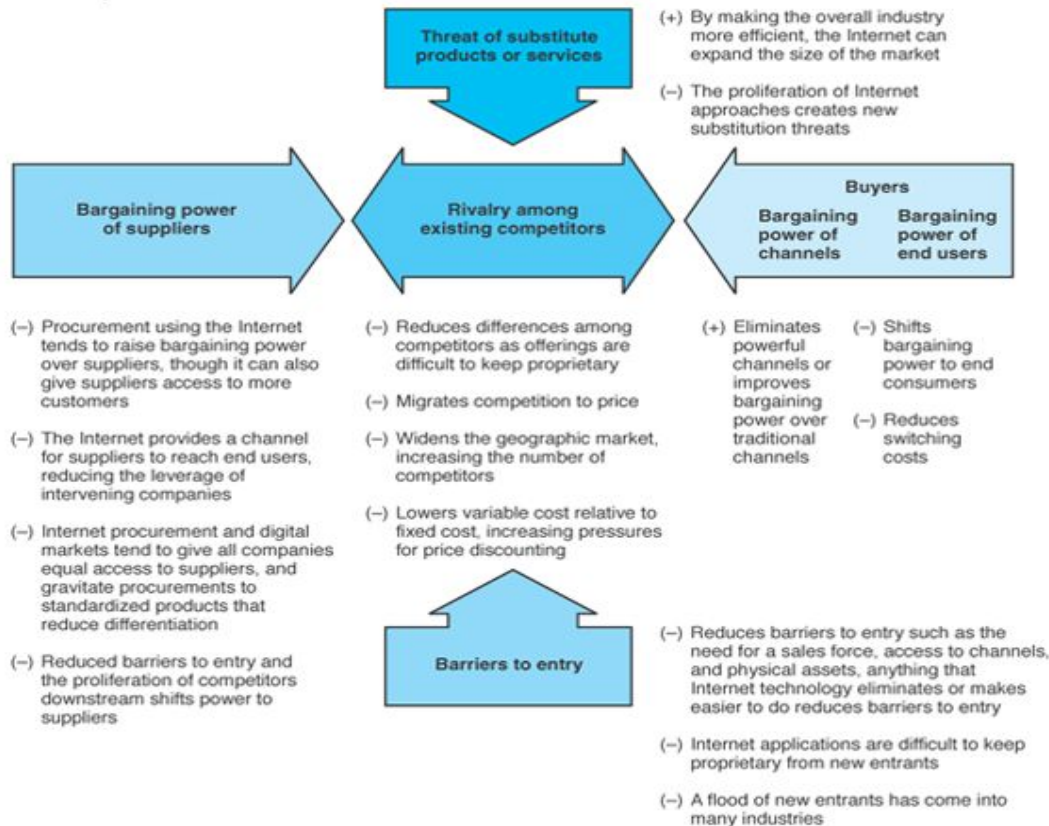 Threat of substitute
products or services
(+) By making the overall industry
more efficient, the Internet can
expand the size of the market
(–) The proliferation of Internet
approaches creates new
substitution threats
Bargaining power
of suppliers
Rivalry among
existing competitors
Buyers
Bargaining
power of
channels
Bargaining
power of
end users
(–) Procurement using the Internet
tends to raise bargaining power
over suppliers, though it can also
give suppliers access to more
customers
(–) The Internet provides a channel
for suppliers to reach end users,
reducing the leverage of
intervening companies
(–) Internet procurement and digital
markets tend to give all companies
equal access to suppliers, and
gravitate procurements to
standardized products that
reduce differentiation
(–) Reduced barriers to entry and
the proliferation of competitors
downstream shifts power to
suppliers
(–) Reduces differences among
competitors as offerings are
difficult to keep proprietary
(–) Migrates competition to price
(–) Widens the geographic market,
increasing the number of
competitors
(–) Lowers variable cost relative to
fixed cost, increasing pressures
for price discounting
(+) Eliminates
powerful
channels or
improves
bargaining
power over
traditional
channels
(–) Shifts
bargaining
power to end
consumers
(–) Reduces
switching
costs
Barriers to entry
(–) Reduces barriers to entry such as the
need for a sales force, access to channels,
and physical assets, anything that
Internet technology eliminates or makes
easier to do reduces barriers to entry
(–) Internet applications are difficult to keep
proprietary from new entrants
(–) A flood of new entrants has come into
many industries